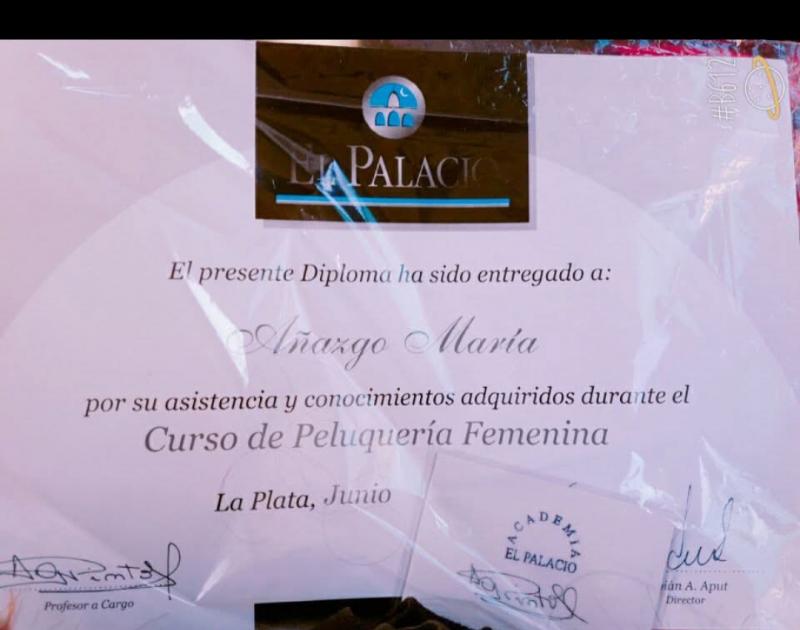 #B612
EL PALACIO
El presente Diploma ha sido entregado a:
Añazgo María
por su asistencia y conocimientos adquiridos durante el
Curso de Peluquería Femenina
La Plata, Junio
ACADEMIA
EL PALACIO
Profesor a Cargo
A. Aput
Director